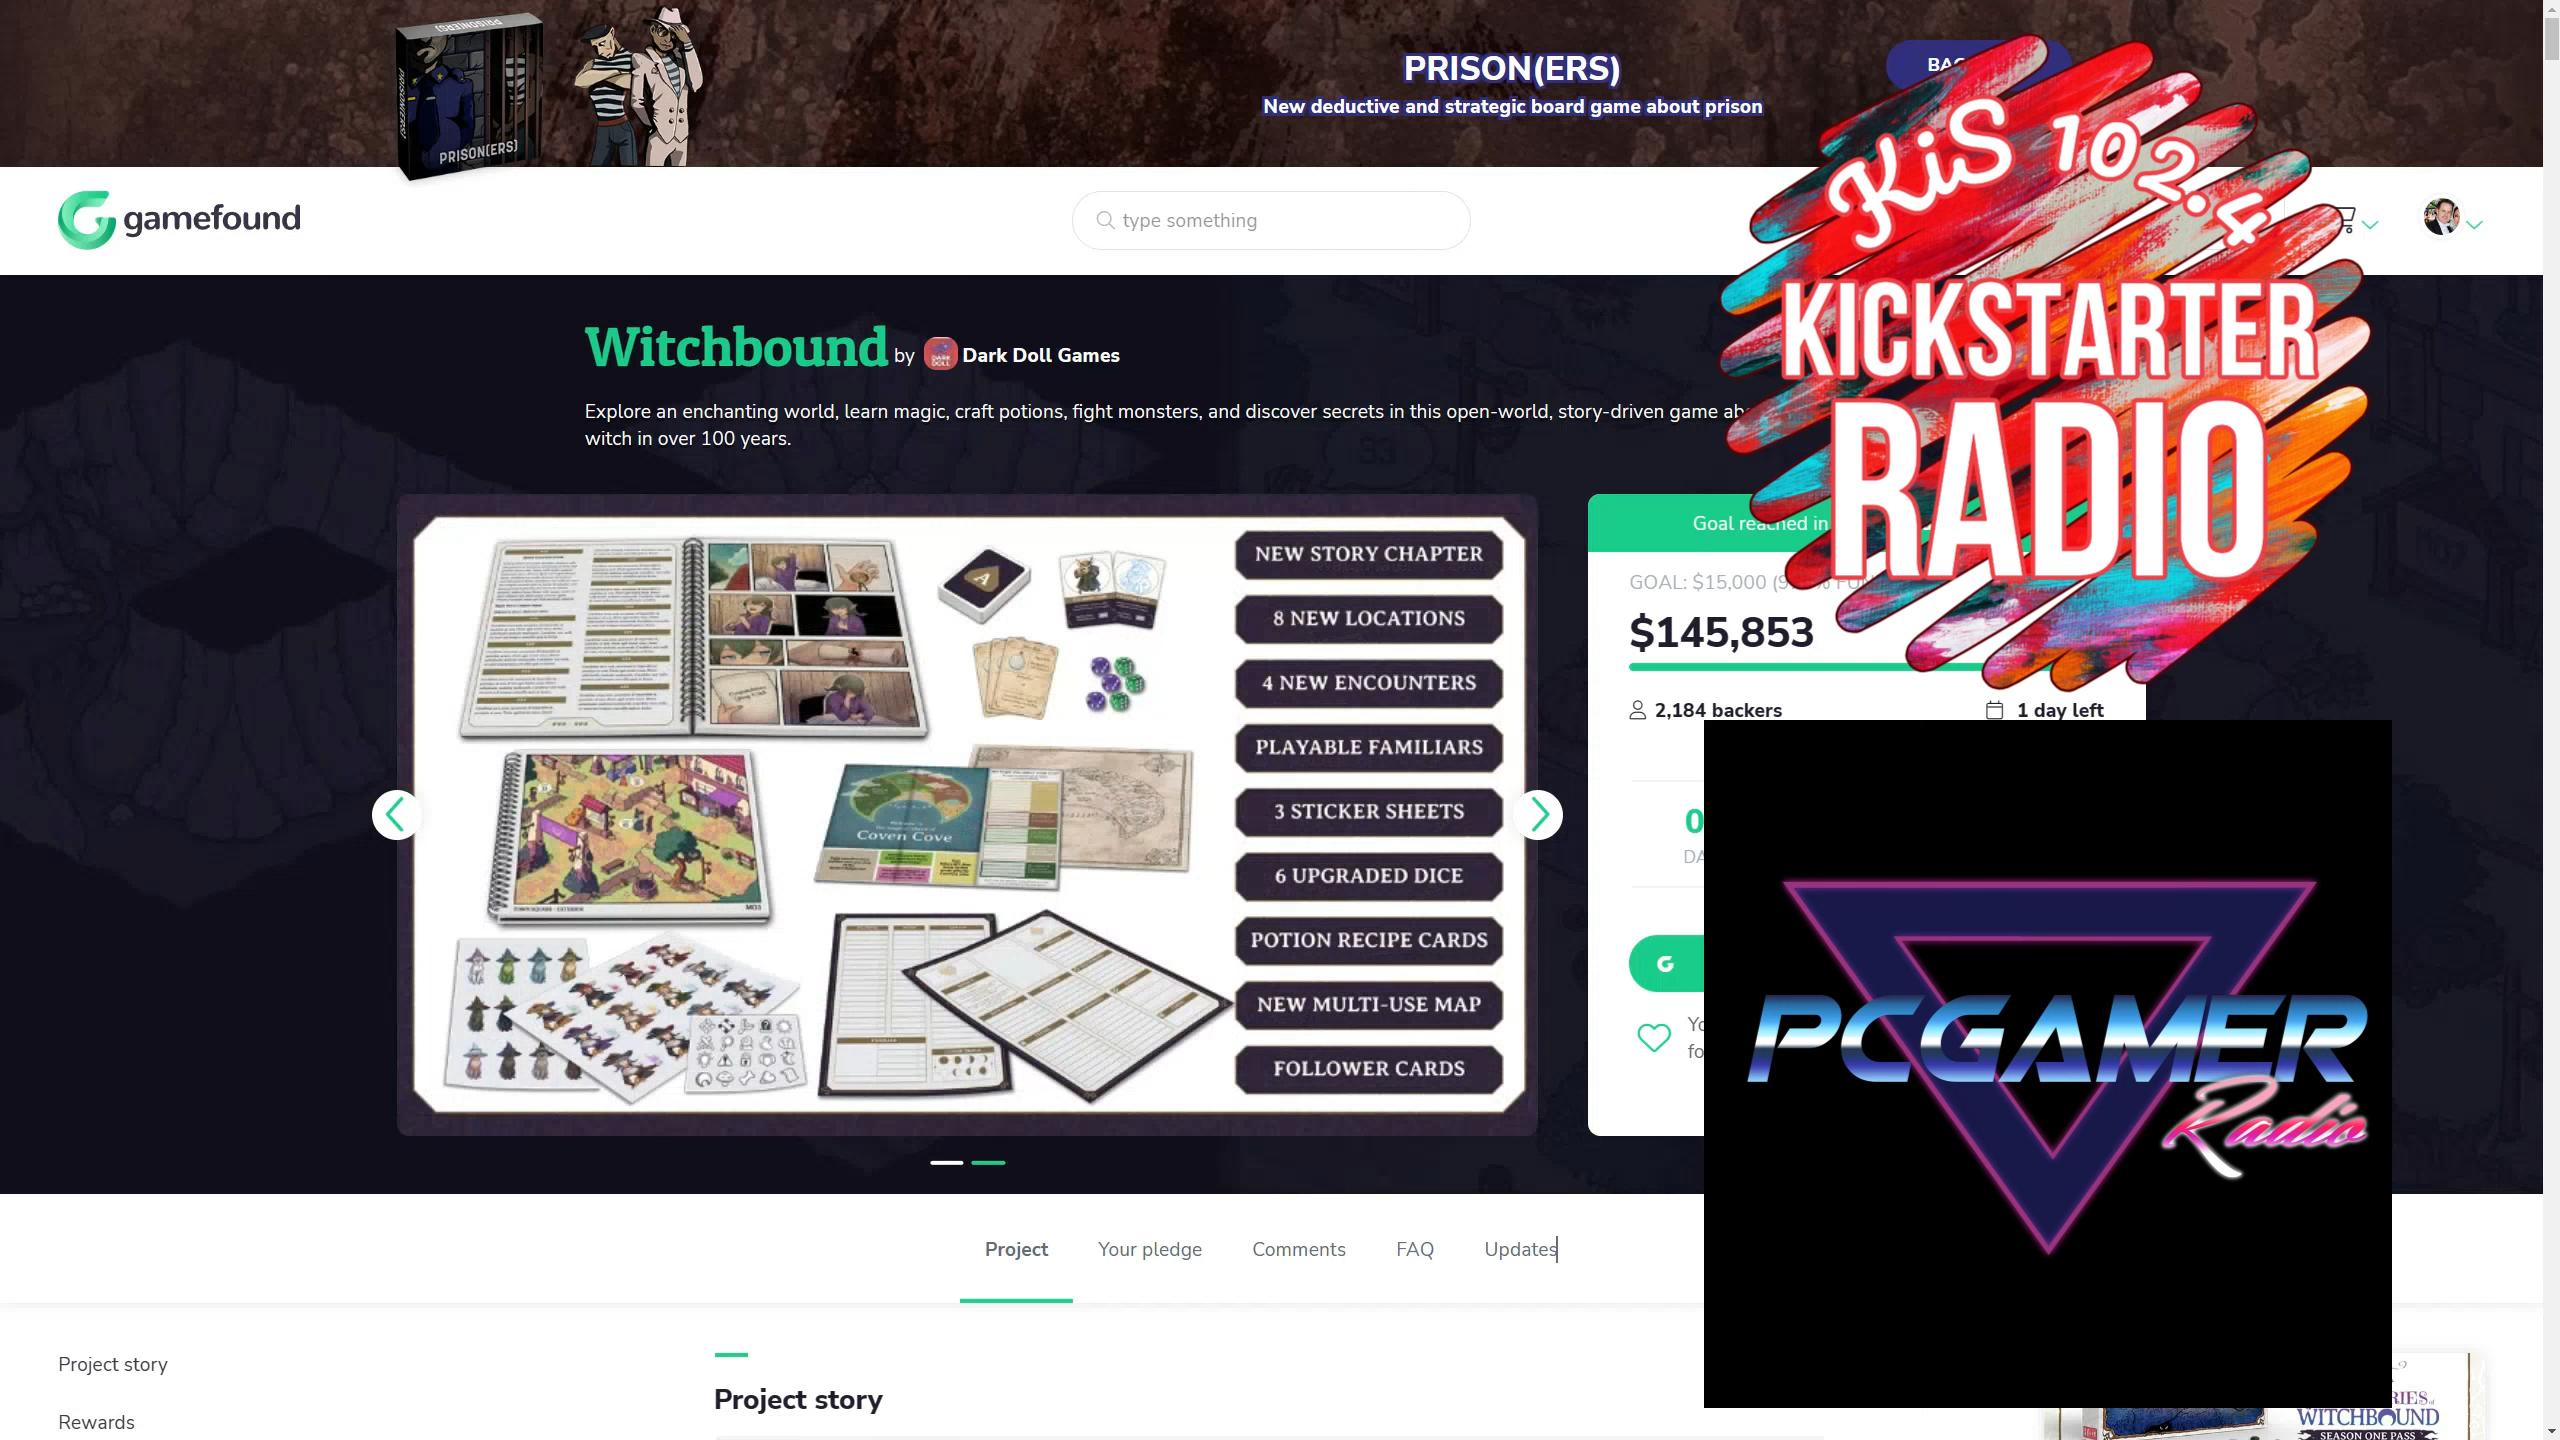 PRISON(ERS)
New deductive and strategic board game about prison
PRISON(ERS)
gamefound
type something
KiS 102.4
KICKSTARTER
RADIO
Witchbound by Dark Doll Games
Explore an enchanting world, learn magic, craft potions, fight monsters, and discover secrets in this open-world, story-driven game
witch in over 100 years.
NEW STORY CHAPTER
8 NEW LOCATIONS
4 NEW ENCOUNTERS
PLAYABLE FAMILIARS
3 STICKER SHEETS
6 UPGRADED DICE
POTION RECIPE CARDS
NEW MULTI-USE MAP
FOLLOWER CARDS
A
Coven Cove
Goal reached in
GOAL: $15,000
$145,853
2,184 backers
1 day left
PCGAMER
Radio
Project
Your pledge
Comments
FAQ
Updates
Project story
Rewards
Project story
WITCHBOUND
SEASON ONE PASS